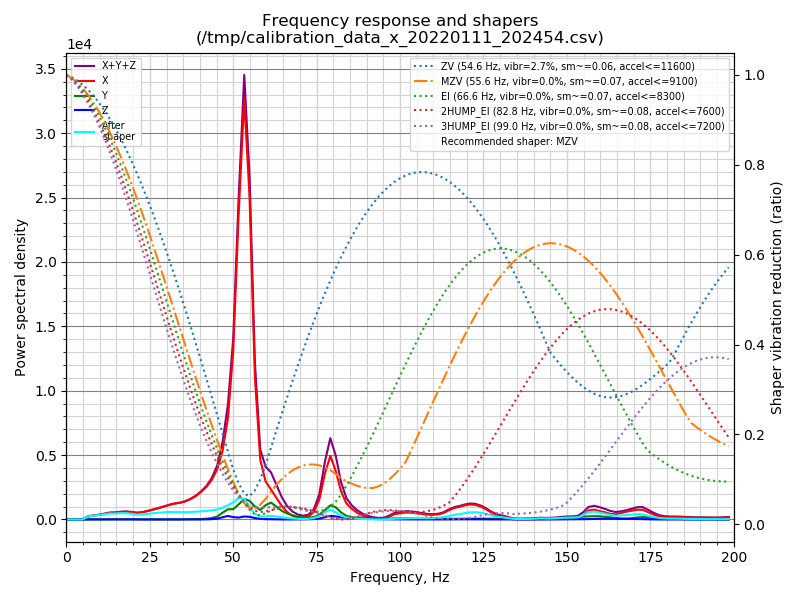 Frequency response and shapers
(/tmp/calibration_data_x_20220111_202454.csv)
1e4
X+Y+Z
X
Y
Z
After
shaper
ZV (54.6 Hz, vibr=2.7%, sm~=0.06, accel<=11600)
MZV (55.6 Hz, vibr=0.0%, sm~=0.07, accel<=9100)
EI (66.6 Hz, vibr=0.0%, sm~=0.07, accel<=8300)
2HUMP_EI (82.8 Hz, vibr=0.0%, sm~=0.08, accel<=7600)
3HUMP_EI (99.0 Hz, vibr=0.0%, sm~=0.08, accel<=7200)
Recommended shaper: MZV
Power spectral density
3.5
3.0
2.5
2.0
1.5
1.0
0.5
0.0
1.0
0.8
0.6
0.4
0.2
0.0
Shaper vibration reduction (ratio)
0 25 50 75 100 125 150 175 200
Frequency, Hz